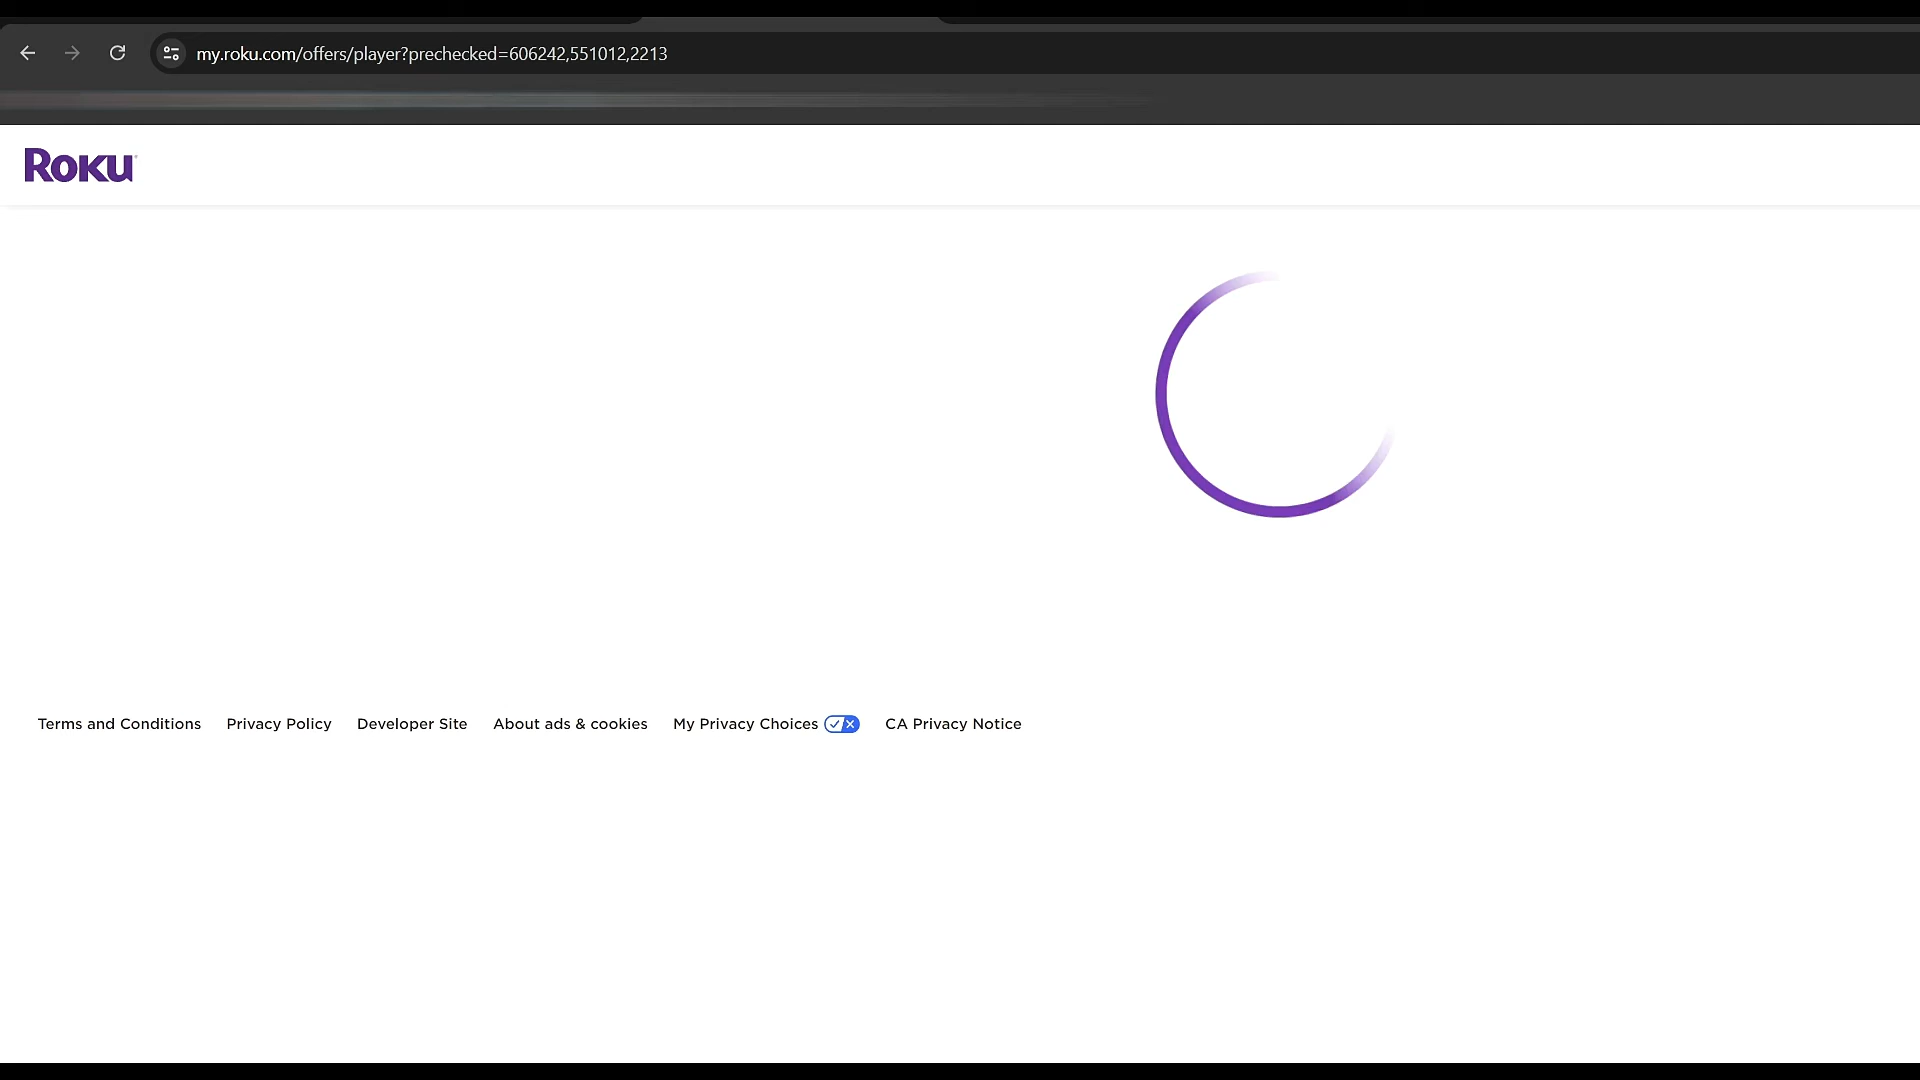 my.roku.com/offers/player?prechecked=606242,551012,2213
ROKU
Terms and Conditions Privacy Policy Developer Site About ads & cookies My Privacy Choices CA Privacy Notice